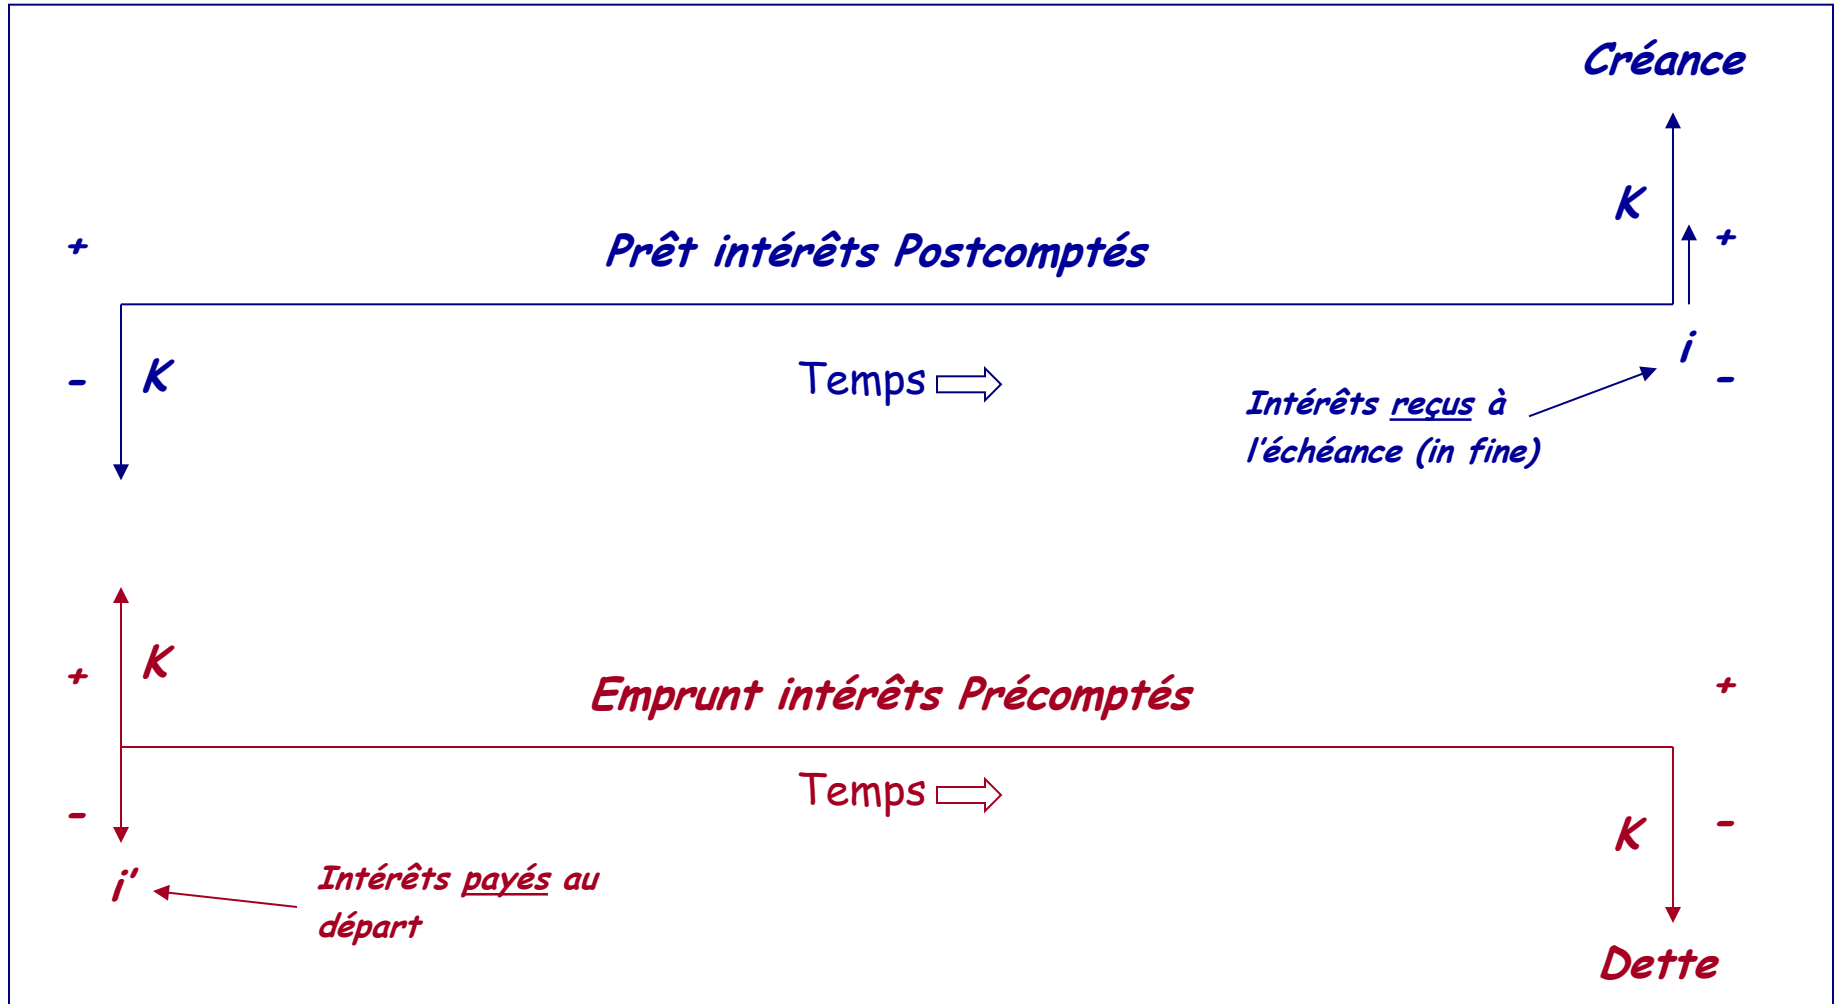 Créance
K
+
Prêt intérêts Postcomptés
+
- K
Temps
i
-
Intérêts reçus à
l'échéance (in fine)
+ K
Emprunt intérêts Précomptés
+
Temps
-
K
-
i'
Intérêts payés au
départ
Dette